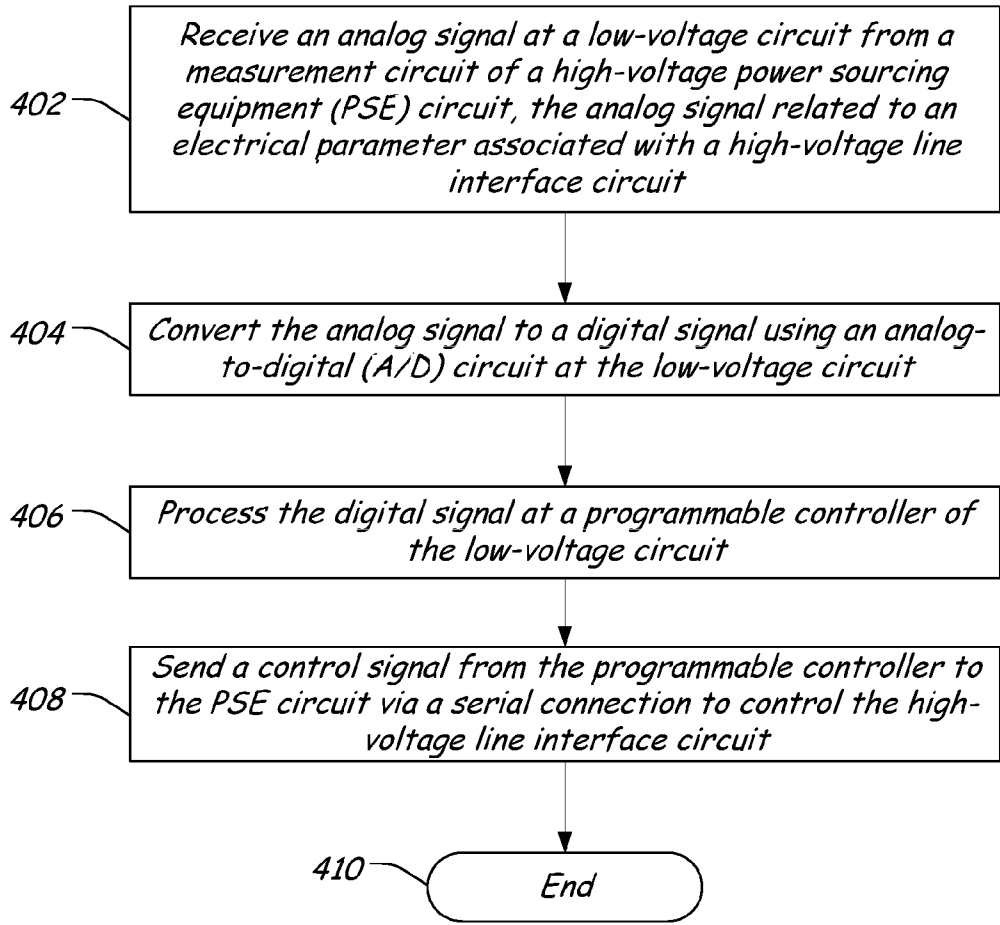 402
Receive an analog signal at a low-voltage circuit from a
measurement circuit of a high-voltage power sourcing
equipment (PSE) circuit, the analog signal related to an
electrical parameter associated with a high-voltage line
interface circuit
404
Convert the analog signal to a digital signal using an analog-
to-digital (A/D) circuit at the low-voltage circuit
406
Process the digital signal at a programmable controller of
the low-voltage circuit
408
Send a control signal from the programmable controller to
the PSE circuit via a serial connection to control the high-
voltage line interface circuit
410
End